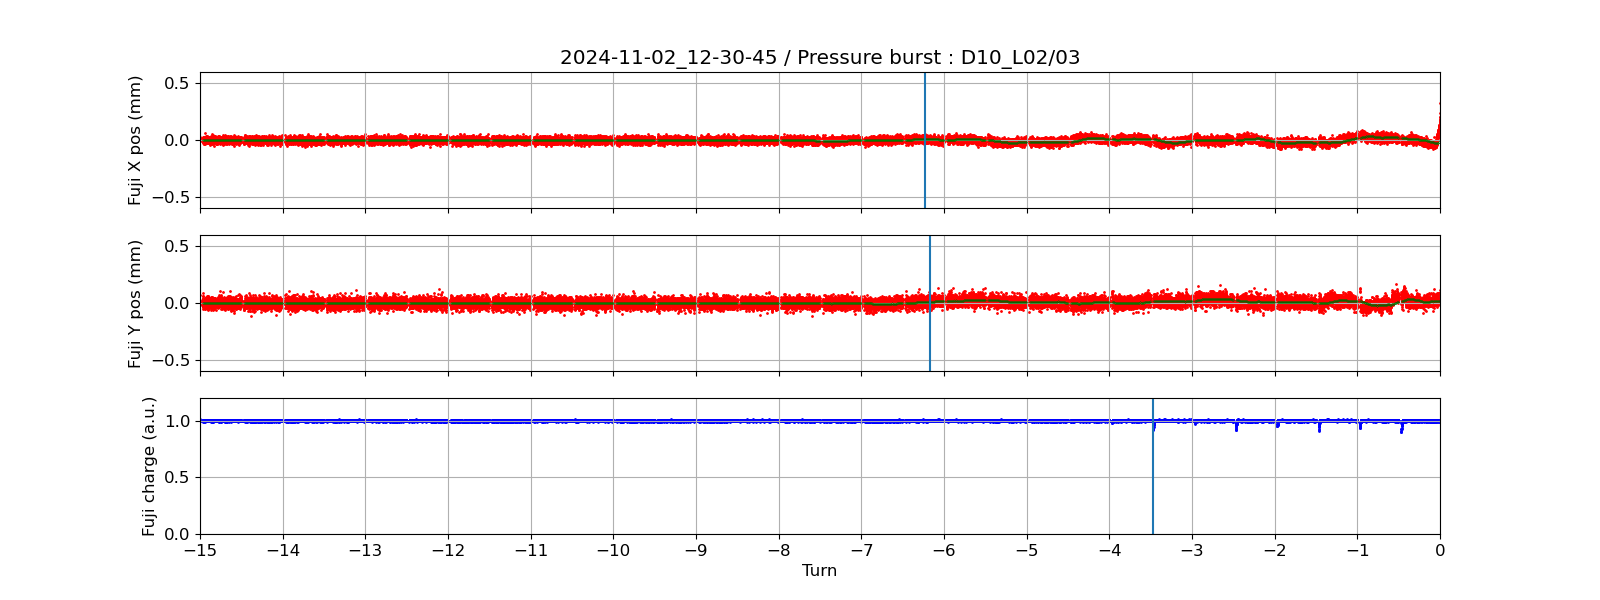 2024-11-02_12-30-45 / Pressure burst : D10_L02/03
Fuji X pos (mm)
0.5
0.0
−0.5
Fuji Y pos (mm)
0.5
0.0
−0.5
Fuji charge (a.u.)
1.0
0.5
0.0
−15 −14 −13 −12 −11 −10 −9 −8 −7 −6 −5 −4 −3 −2 −1 0
Turn